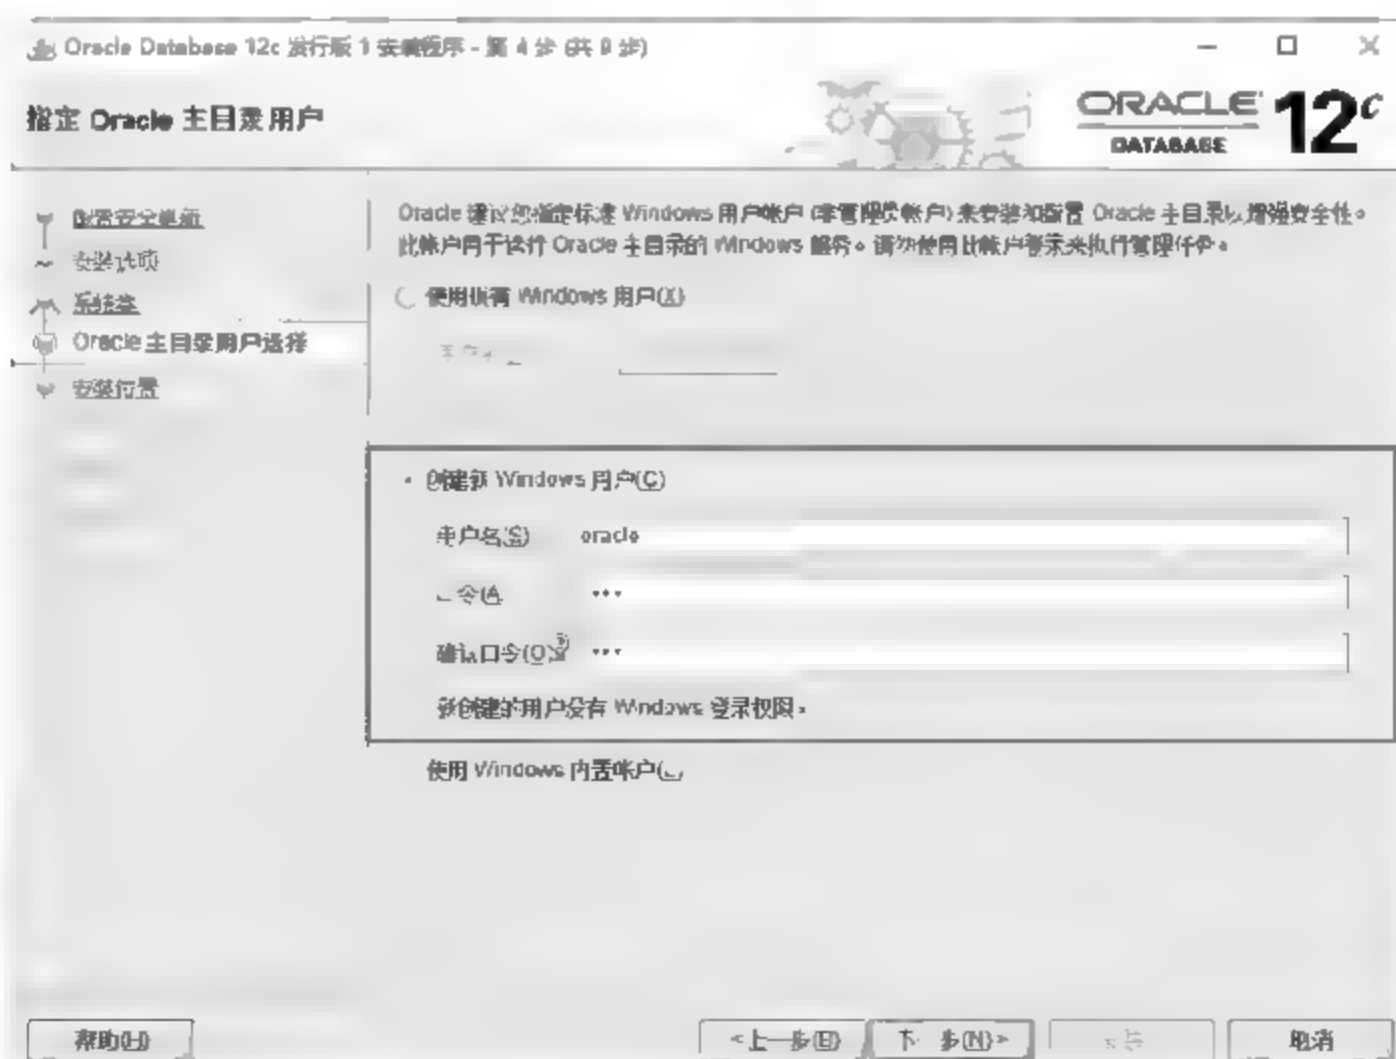 Oracle Database 12c 发行版 1 安装程序 - 第 4 步 (共 9 步)
指定 Oracle 主目录用户
ORACLE
DATABASE
12c
配置安全更新
安装选项
系统类
Oracle 主目录用户选择
安装位置
Oracle 建议您指定标准 Windows 用户帐户 (非管理员帐户) 来安装和配置 Oracle 主目录以增强安全性。
此帐户用于运行 Oracle 主目录的 Windows 服务。请勿使用此帐户登录来执行管理任务。
使用现有 Windows 用户(X)
创建新 Windows 用户(C)
用户名(S) oracle
口令(A ***
确认口令(O) ***
新创建的用户没有 Windows 登录权限。
使用 Windows 内置帐户(L)
帮助(H)
<上一步(B)
下一步(N)>
取消